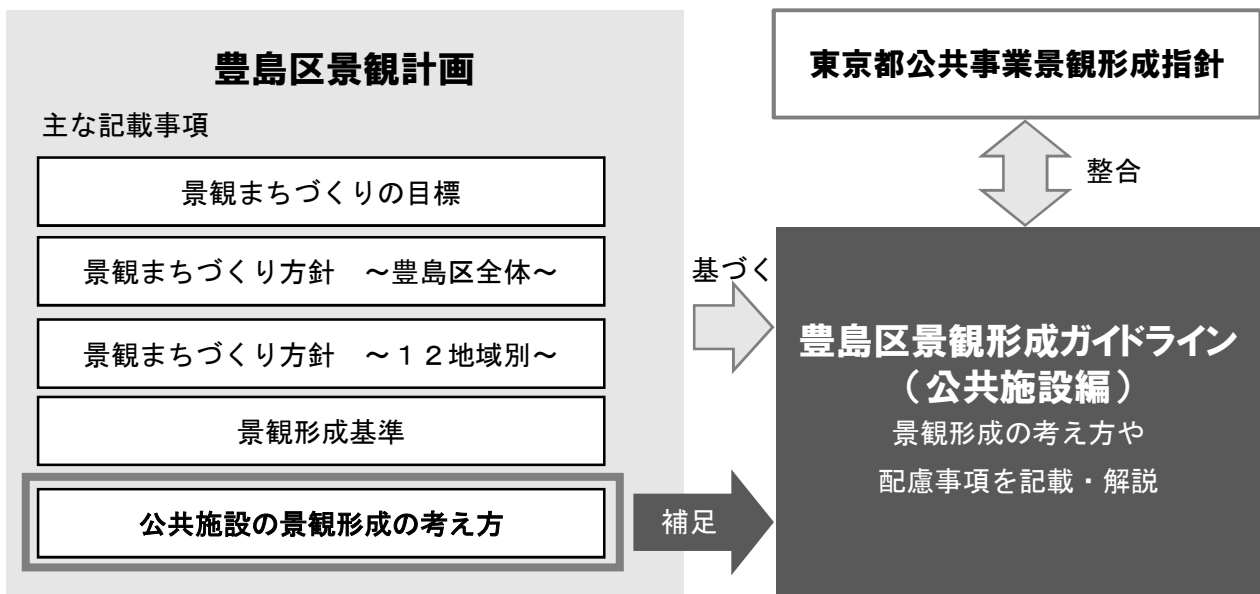 豊島区景観計画
主な記載事項
景観まちづくりの目標
景観まちづくり方針　～豊島区全体～
景観まちづくり方針　～１２地域別～
景観形成基準
公共施設の景観形成の考え方
基づく
補足
東京都公共事業景観形成指針
整合
豊島区景観形成ガイドライン
（公共施設編）
景観形成の考え方や
配慮事項を記載・解説